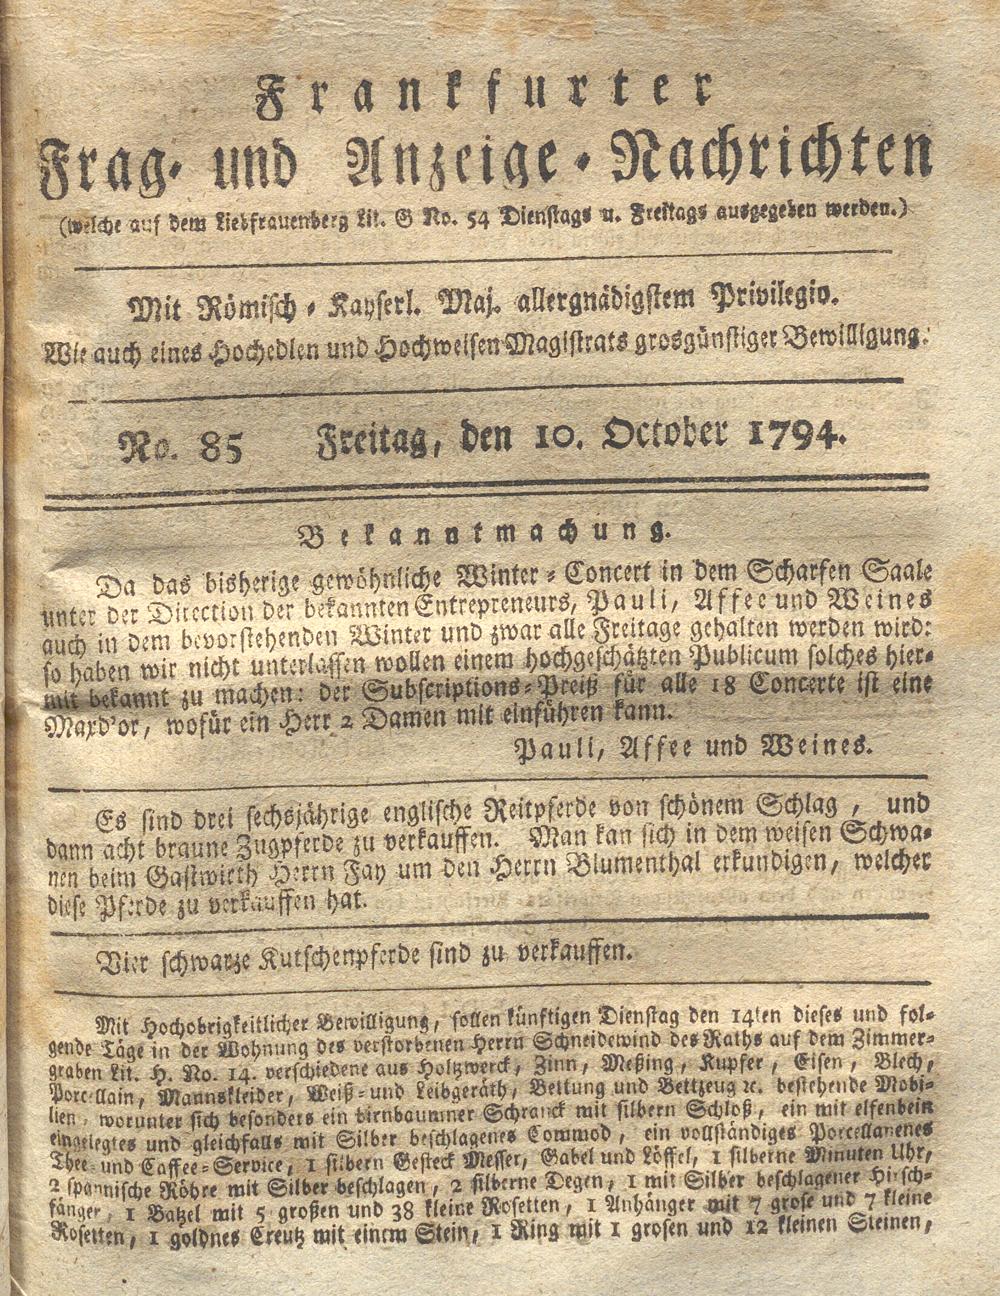 Frankfurter
Frag- und Anzeige-Nachrichten
(welche auf dem Liebfrauenberg Lit. G No. 54 Dienstags u. Freitags ausgegeben werden.)
Mit Römisch-Kayserl. Maj. allergnädigstem Privilegio.
Wie auch eines Hochedlen und Hochweisen Magistrats grosgünstiger Bewilligung.
No. 85 Freitag, den 10. October 1794.
Bekanntmachung.
Da das bisherige gewöhnliche Winter-Concert in dem Scharfen Saale
unter der Direction der bekannten Entrepreneurs, Pauli, Affee und Weines
auch in dem bevorstehenden Winter und zwar alle Freitage gehalten werden wird:
so haben wir nicht unterlassen wollen einem hochgeschätzten Publicum solches hier-
mit bekannt zu machen: der Subscriptions-Preiß für alle 18 Concerte ist eine
Maxd'or, wofür ein Herr 2 Damen mit einführen kann.
Pauli, Affee und Weines.
Es sind drei sechsjährige englische Reitpferde von schönem Schlag, und
dann acht braune Zugpferde zu verkauffen. Man kan sich in dem weisen Schwa-
nen beim Gastwirth Herrn Fay um den Herrn Blumenthal erkundigen, welcher
diese Pferde zu verkauffen hat.
Vier schwarze Kutschenpferde sind zu verkauffen.
Mit Hochobrigkeitlicher Bewilligung, sollen künftigen Dienstag den 14ten dieses und fol-
gende Täge in der Wohnung des verstorbenen Herrn Schneidewind des Raths auf dem Zimmer-
graben Lit. H. No. 14. verschiedene aus Holzwerck, Zinn, Meßing, Kupfer, Eisen, Blech,
Porcellain, Mannskleider, Weiß- und Leibgeräth, Bettung und Bettzeug ꝛc. bestehende Mobi-
lien, worunter sich besonders ein birnbaumner Schranck mit silbern Schloß, ein mit elfenbein
eingelegtes und gleichfalls mit Silber beschlagenes Commod, ein vollständiges Porcellanenes
Thee- und Caffee-Service, 1 silbern Gesteck Messer, Gabel und Löffel, 1 silberne Minuten Uhr,
2 spannische Röhre mit Silber beschlagen, 2 silberne Degen, 1 mit Silber beschlagener Hirsch-
fänger, 1 Batzel mit 5 großen und 38 kleine Rosetten, 1 Anhänger mit 7 grose und 7 kleine
Rosetten, 1 goldnes Creutz mit einem Stein, 1 Ring mit 1 grosen und 12 kleinen Steinen,